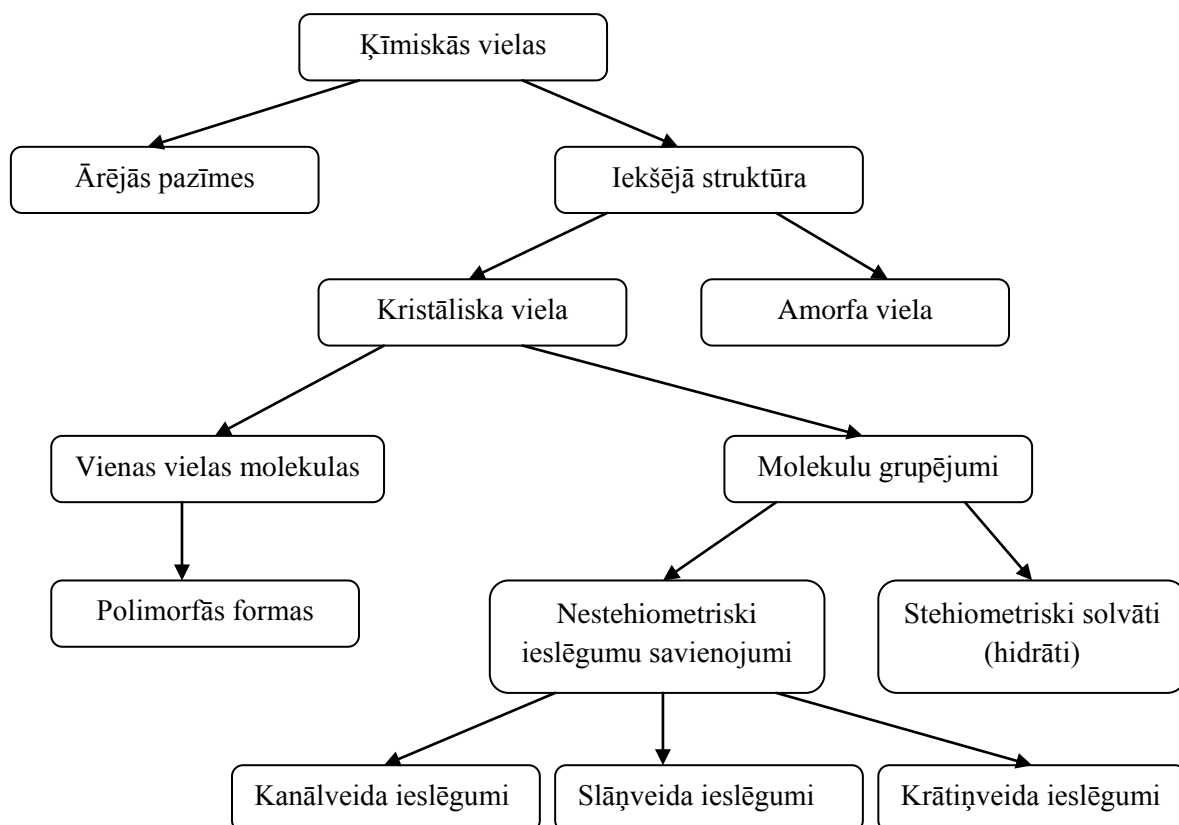 Ķīmiskās vielas
Ārējās pazīmes
Iekšējā struktūra
Kristāliska viela
Amorfa viela
Vienas vielas molekulas
Molekulu grupējumi
Polimorfās formas
Nestehiometriski
ieslēgumu savienojumi
Stehiometriski solvāti
(hidrāti)
Kanālveida ieslēgumi
Slāņveida ieslēgumi
Krātiņveida ieslēgumi